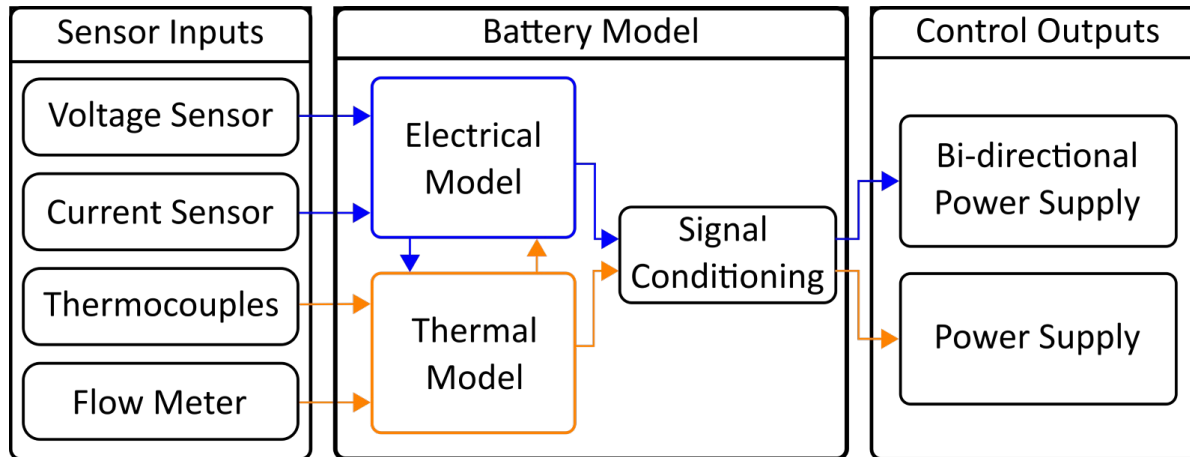 Sensor Inputs
Voltage Sensor
Current Sensor
Thermocouples
Flow Meter
Battery Model
Electrical
Model
Thermal
Model
Signal
Conditioning
Control Outputs
Bi-directional
Power Supply
Power Supply